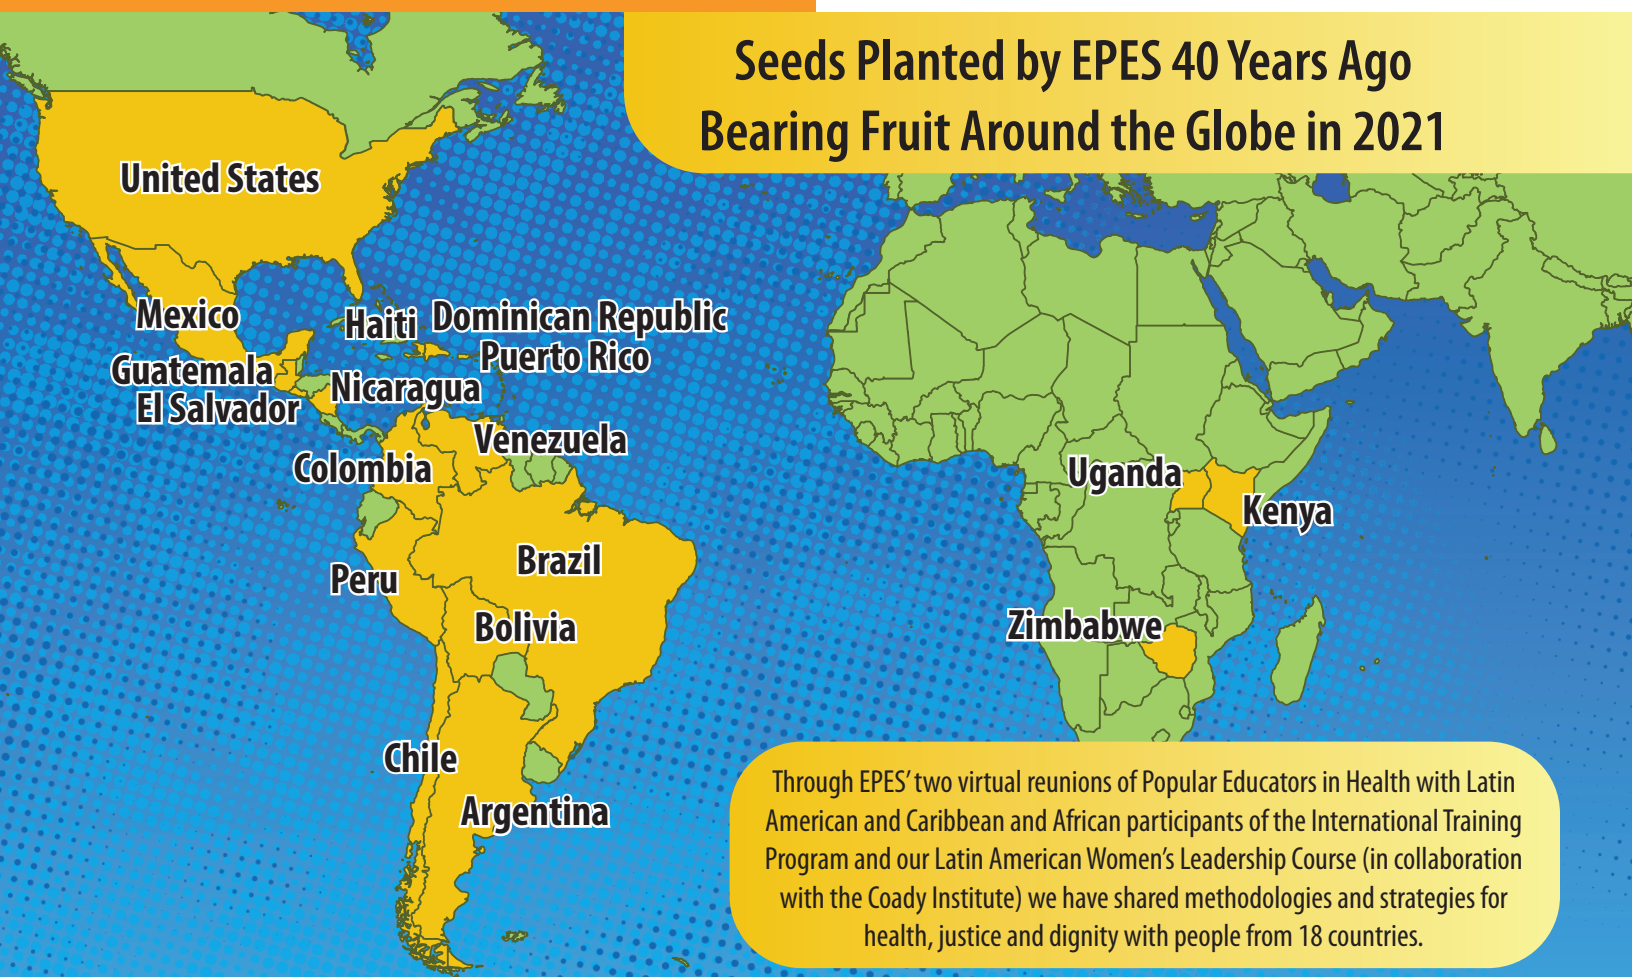 Seeds Planted by EPES 40 Years Ago
Bearing Fruit Around the Globe in 2021
United States
Mexico
Haiti
Dominican Republic
Puerto Rico
Guatemala
Nicaragua
El Salvador
Venezuela
Colombia
Uganda
Kenya
Brazil
Peru
Bolivia
Zimbabwe
Chile
Argentina
Through EPES’ two virtual reunions of Popular Educators in Health with Latin
American and Caribbean and African participants of the International Training
Program and our Latin American Women’s Leadership Course (in collaboration
with the Coady Institute) we have shared methodologies and strategies for
health, justice and dignity with people from 18 countries.